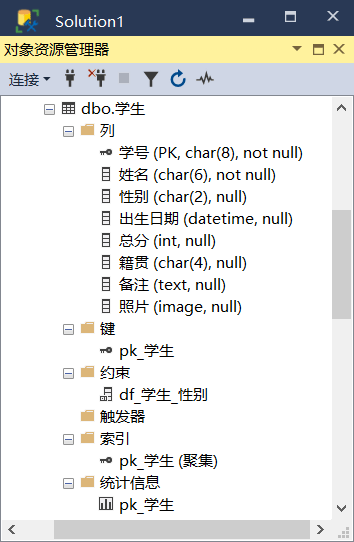 Solution1
对象资源管理器
连接
dbo.学生
列
学号 (PK, char(8), not null)
姓名 (char(6), not null)
性别 (char(2), null)
出生日期 (datetime, null)
总分 (int, null)
籍贯 (char(4), null)
备注 (text, null)
照片 (image, null)
键
pk_学生
约束
df_学生_性别
触发器
索引
pk_学生 (聚集)
统计信息
pk_学生